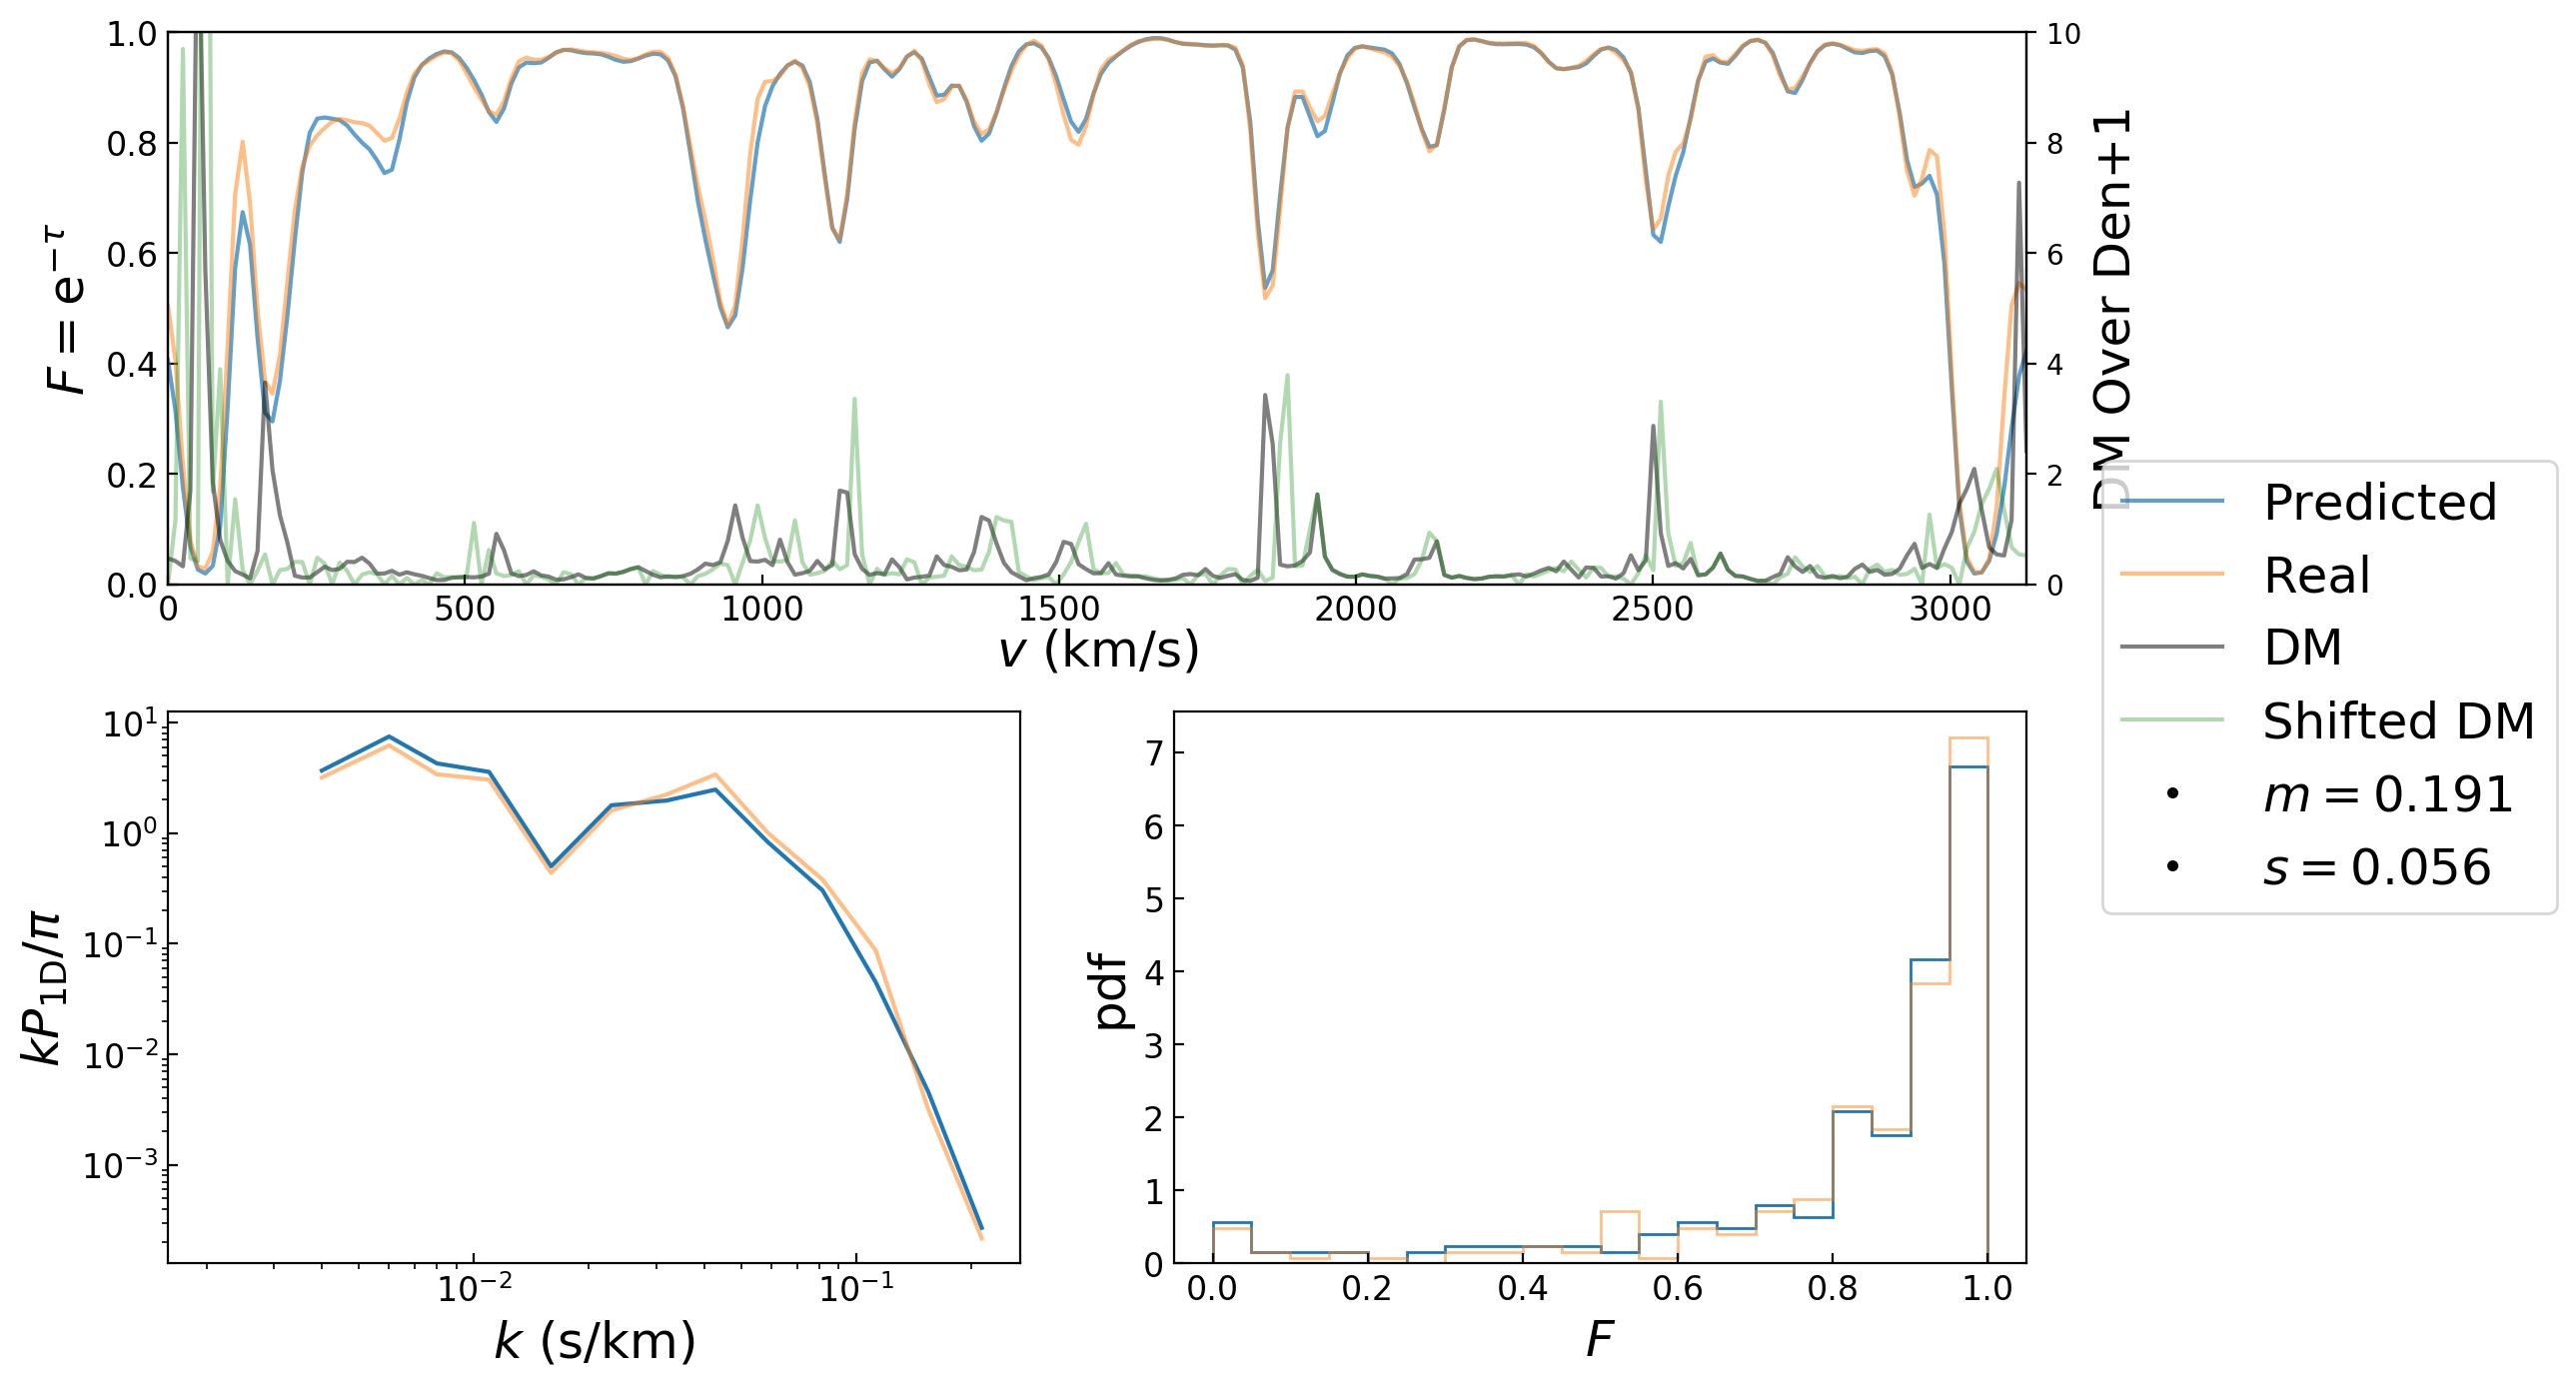 1.0
0.8
0.6
0.4
0.2
0.0
F = e^{−τ}
10
8
6
4
2
0
DM Over Den+1
0 500 1000 1500 2000 2500 3000
v (km/s)
Predicted
Real
DM
Shifted DM
m = 0.191
s = 0.056
10^1
10^0
10^{−1}
10^{−2}
10^{−3}
kP_{1D}/π
10^{−2} 10^{−1}
k (s/km)
7
6
5
4
3
2
1
0
pdf
0.0 0.2 0.4 0.6 0.8 1.0
F